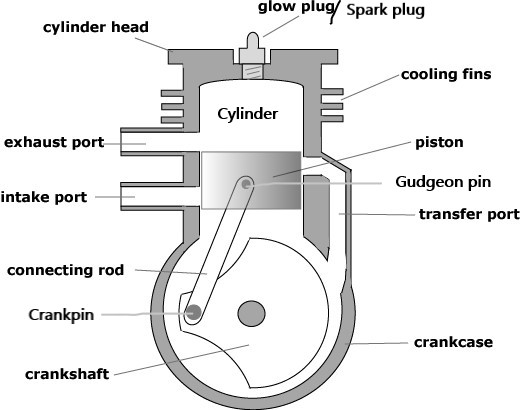 glow plug/ Spark plug
cylinder head
cooling fins
Cylinder
exhaust port
piston
Gudgeon pin
intake port
transfer port
connecting rod
Crankpin
crankcase
crankshaft